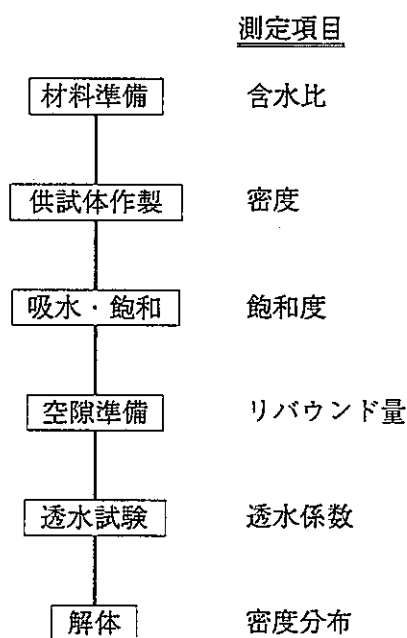 測定項目
材料準備 含水比
供試体作製 密度
吸水・飽和 飽和度
空隙準備 リバウンド量
透水試験 透水係数
解体 密度分布